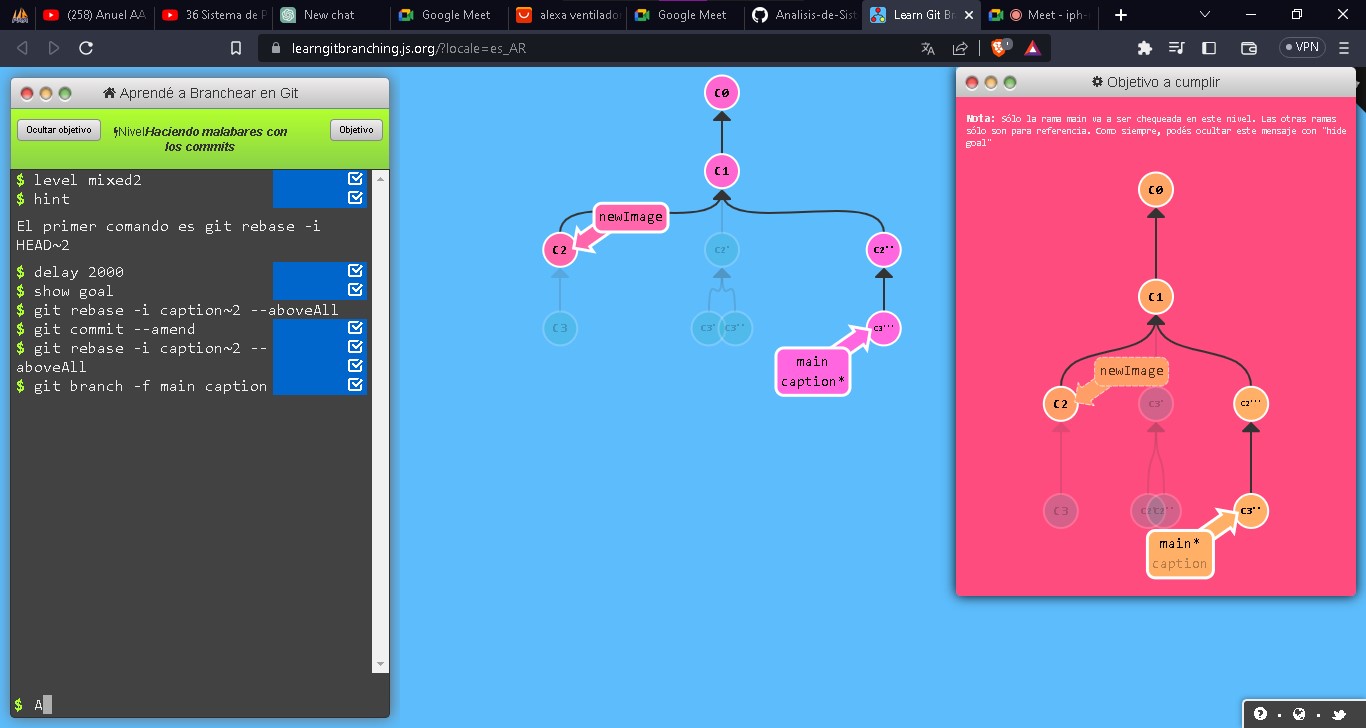 (258) Anuel AA
36 Sistema de P
New chat
Google Meet
alexa ventilador
Google Meet
Analisis-de-Sist
Learn Git Br
Meet - iph-
learngitbranching.js.org/?locale=es_AR
VPN
Aprendé a Branchear en Git
Ocultar objetivo
Nivel Haciendo malabares con
los commits
Objetivo
$ level mixed2
$ hint
El primer comando es git rebase -i
HEAD~2
$ delay 2000
$ show goal
$ git rebase -i caption~2 --aboveAll
$ git commit --amend
$ git rebase -i caption~2 --
aboveAll
$ git branch -f main caption
$ A
C0
C1
newImage
C2
C2'
C2''
C3
C3'
C3''
C3'''
main
caption*
Objetivo a cumplir
Nota: Sólo la rama main va a ser chequeada en este nivel. Las otras ramas
sólo son para referencia. Como siempre, podés ocultar este mensaje con "hide
goal"
C0
C1
newImage
C2
C3'
C2'''
C3
C2''
C3''
main*
caption